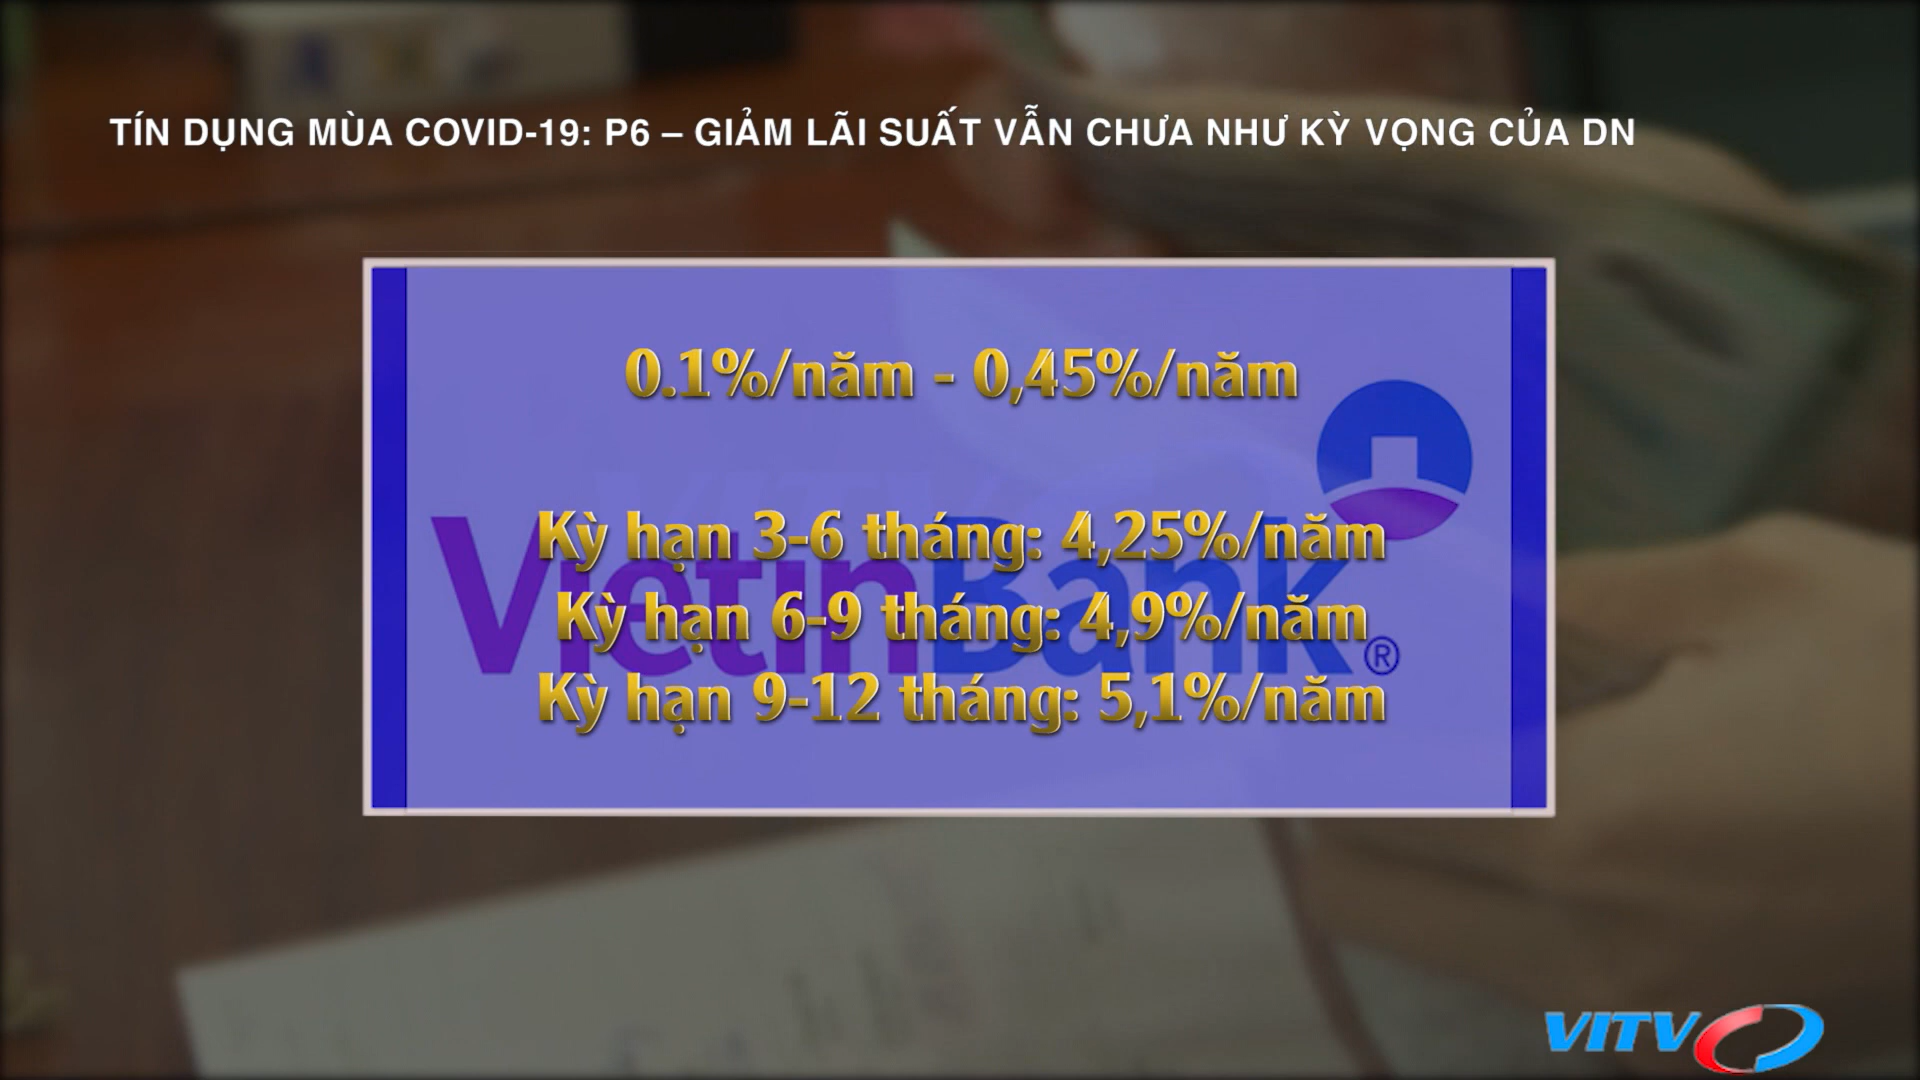 TÍN DỤNG MÙA COVID-19: P6 – GIẢM LÃI SUẤT VẪN CHƯA NHƯ KỲ VỌNG CỦA DN
0.1%/năm - 0,45%/năm
Kỳ hạn 3-6 tháng: 4,25%/năm
Kỳ hạn 6-9 tháng: 4,9%/năm
Kỳ hạn 9-12 tháng: 5,1%/năm
VietinBank®
VITV